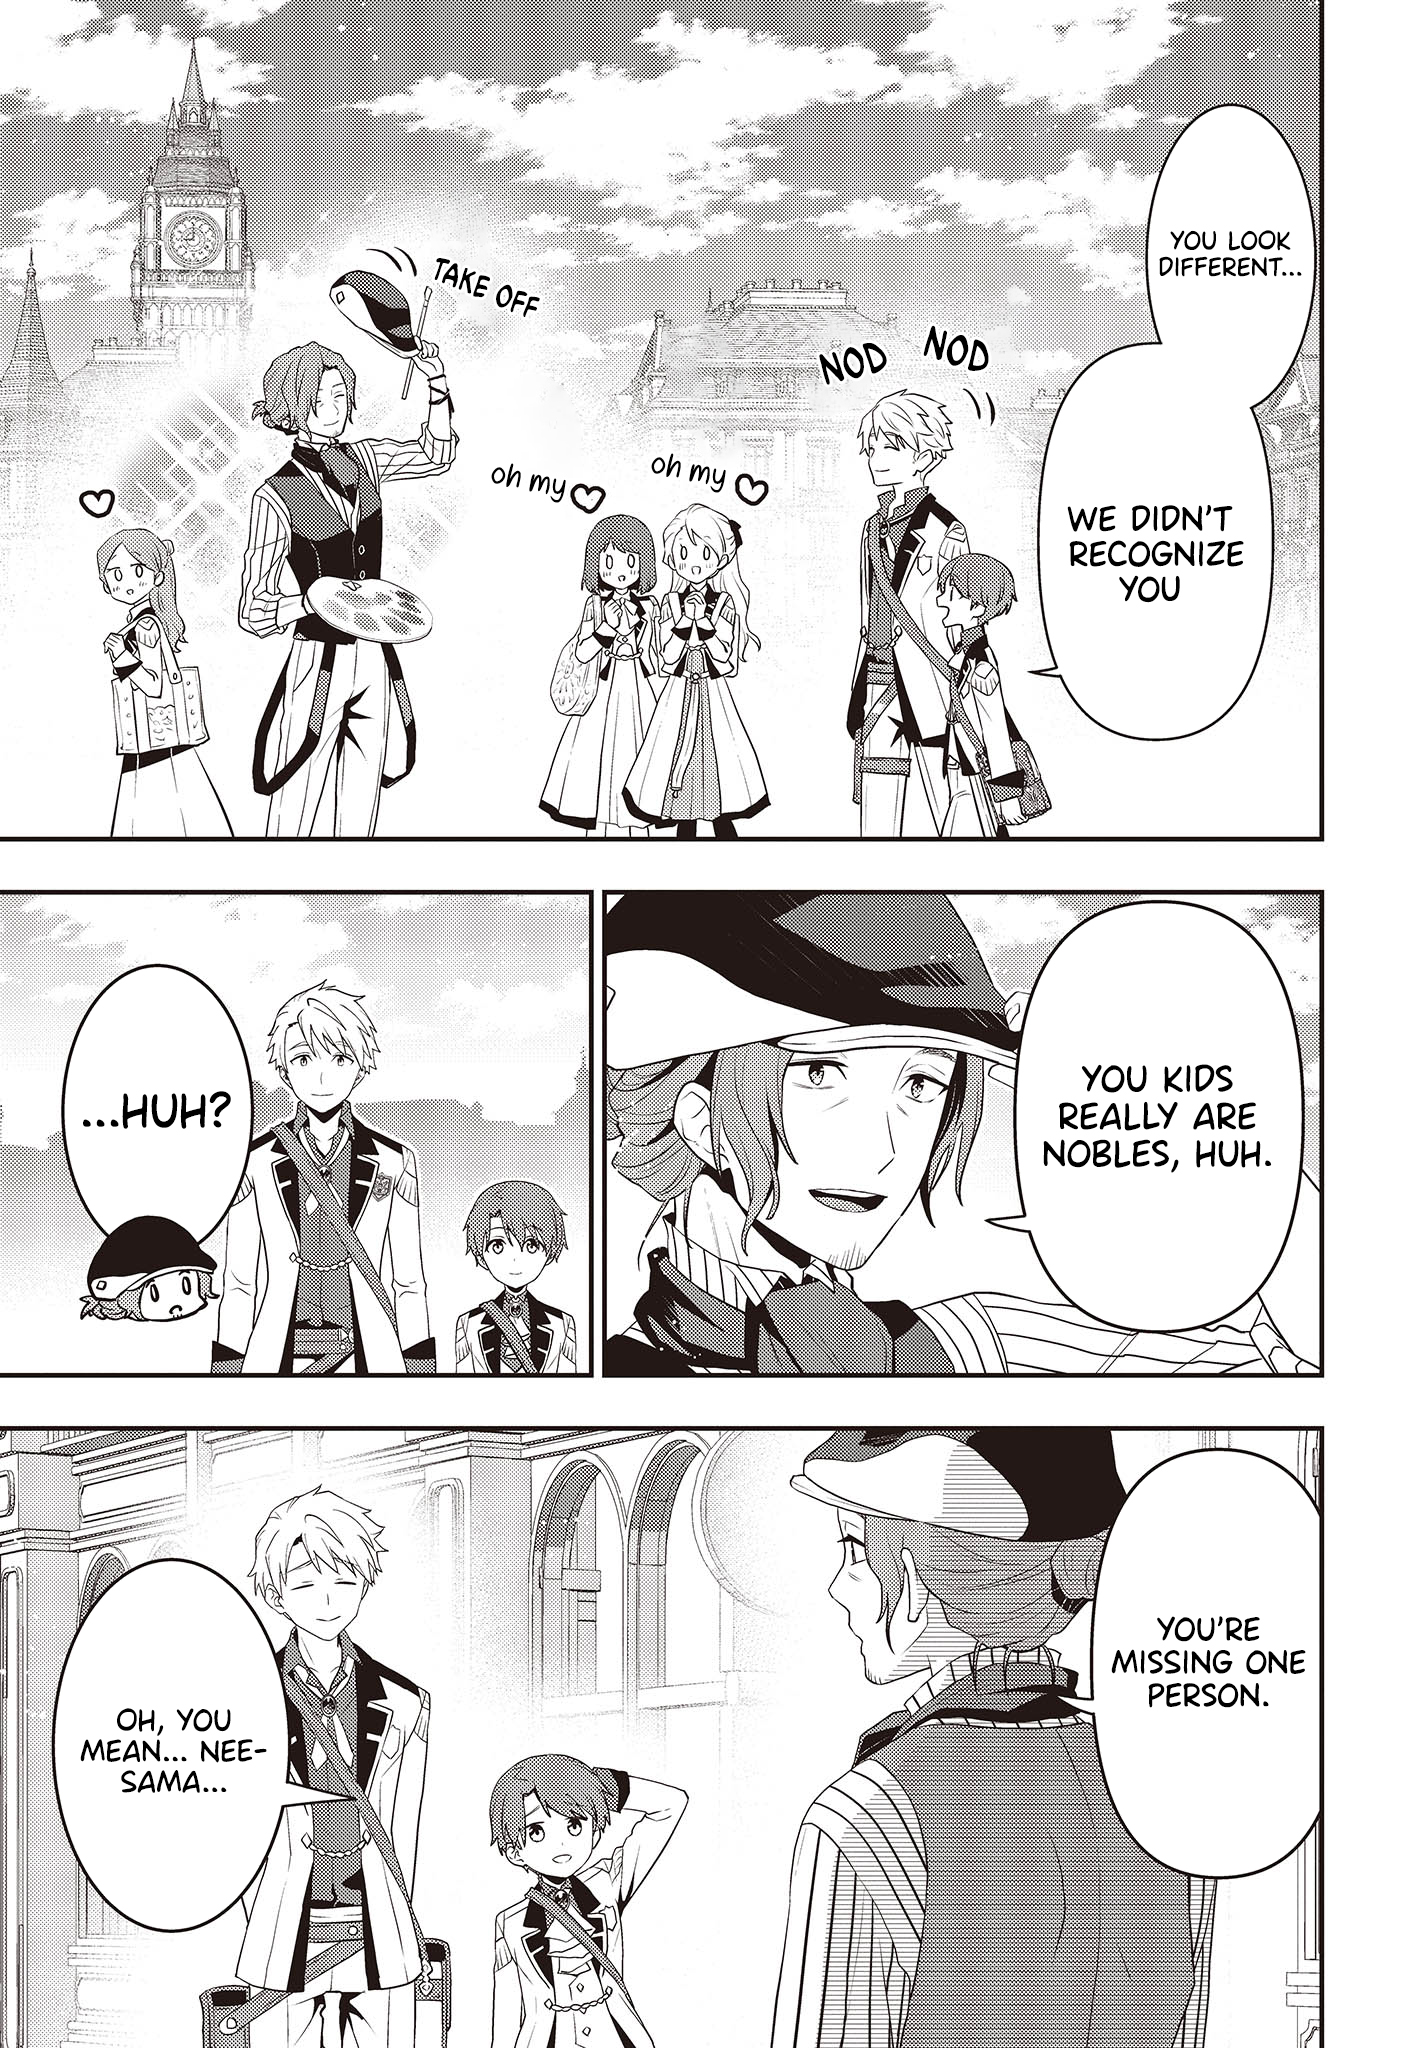 YOU LOOK
DIFFERENT...
WE DIDN'T
RECOGNIZE
YOU
NOD NOD
oh my
oh my
TAKE OFF
YOU KIDS
REALLY ARE
NOBLES, HUH.
...HUH?
YOU'RE
MISSING ONE
PERSON.
OH, YOU
MEAN... NEE-
SAMA...